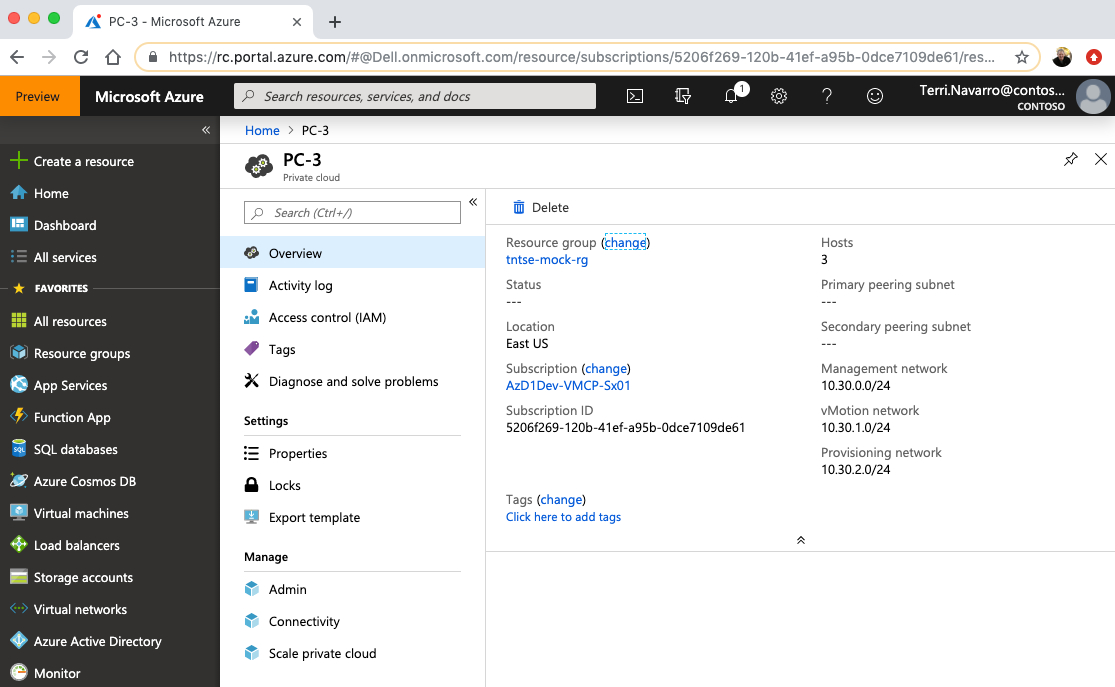 PC-3 - Microsoft Azure
https://rc.portal.azure.com/#@Dell.onmicrosoft.com/resource/subscriptions/5206f269-120b-41ef-a95b-0dce7109de61/res...
Preview
Microsoft Azure
Search resources, services, and docs
1
Terri.Navarro@contos...
CONTOSO
Create a resource
Home
Dashboard
All services
FAVORITES
All resources
Resource groups
App Services
Function App
SQL databases
Azure Cosmos DB
Virtual machines
Load balancers
Storage accounts
Virtual networks
Azure Active Directory
Monitor
Home > PC-3
PC-3
Private cloud
Search (Ctrl+/)
Overview
Activity log
Access control (IAM)
Tags
Diagnose and solve problems
Settings
Properties
Locks
Export template
Manage
Admin
Connectivity
Scale private cloud
Delete
Resource group (change)
tntse-mock-rg
Status
---
Location
East US
Subscription (change)
AzD1Dev-VMCP-Sx01
Subscription ID
5206f269-120b-41ef-a95b-0dce7109de61
Tags (change)
Click here to add tags
Hosts
3
Primary peering subnet
---
Secondary peering subnet
---
Management network
10.30.0.0/24
vMotion network
10.30.1.0/24
Provisioning network
10.30.2.0/24